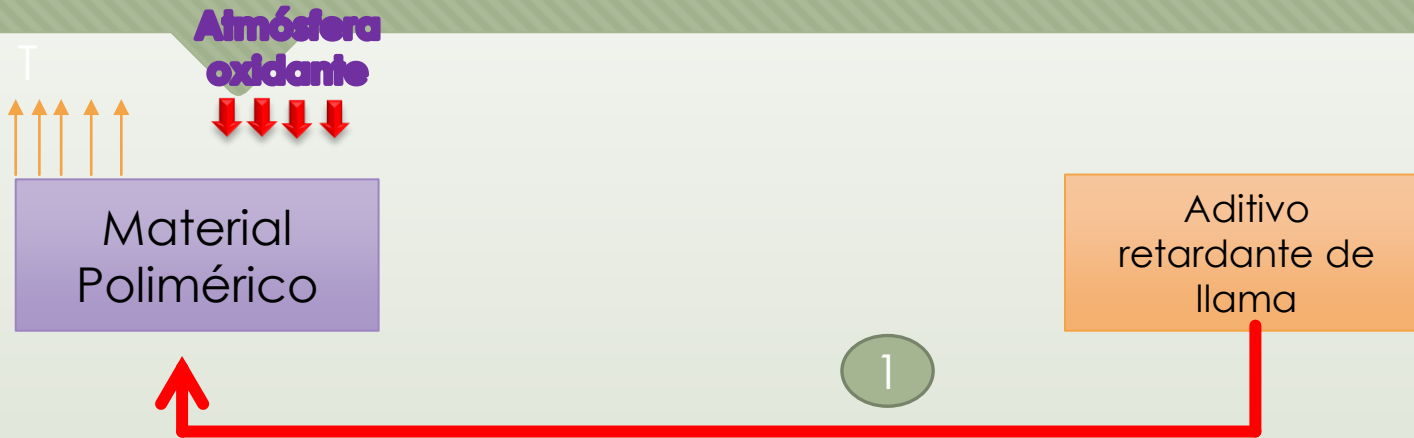 Atmósfera
oxidante
T
Material
Polimérico
Aditivo
retardante de
llama
1